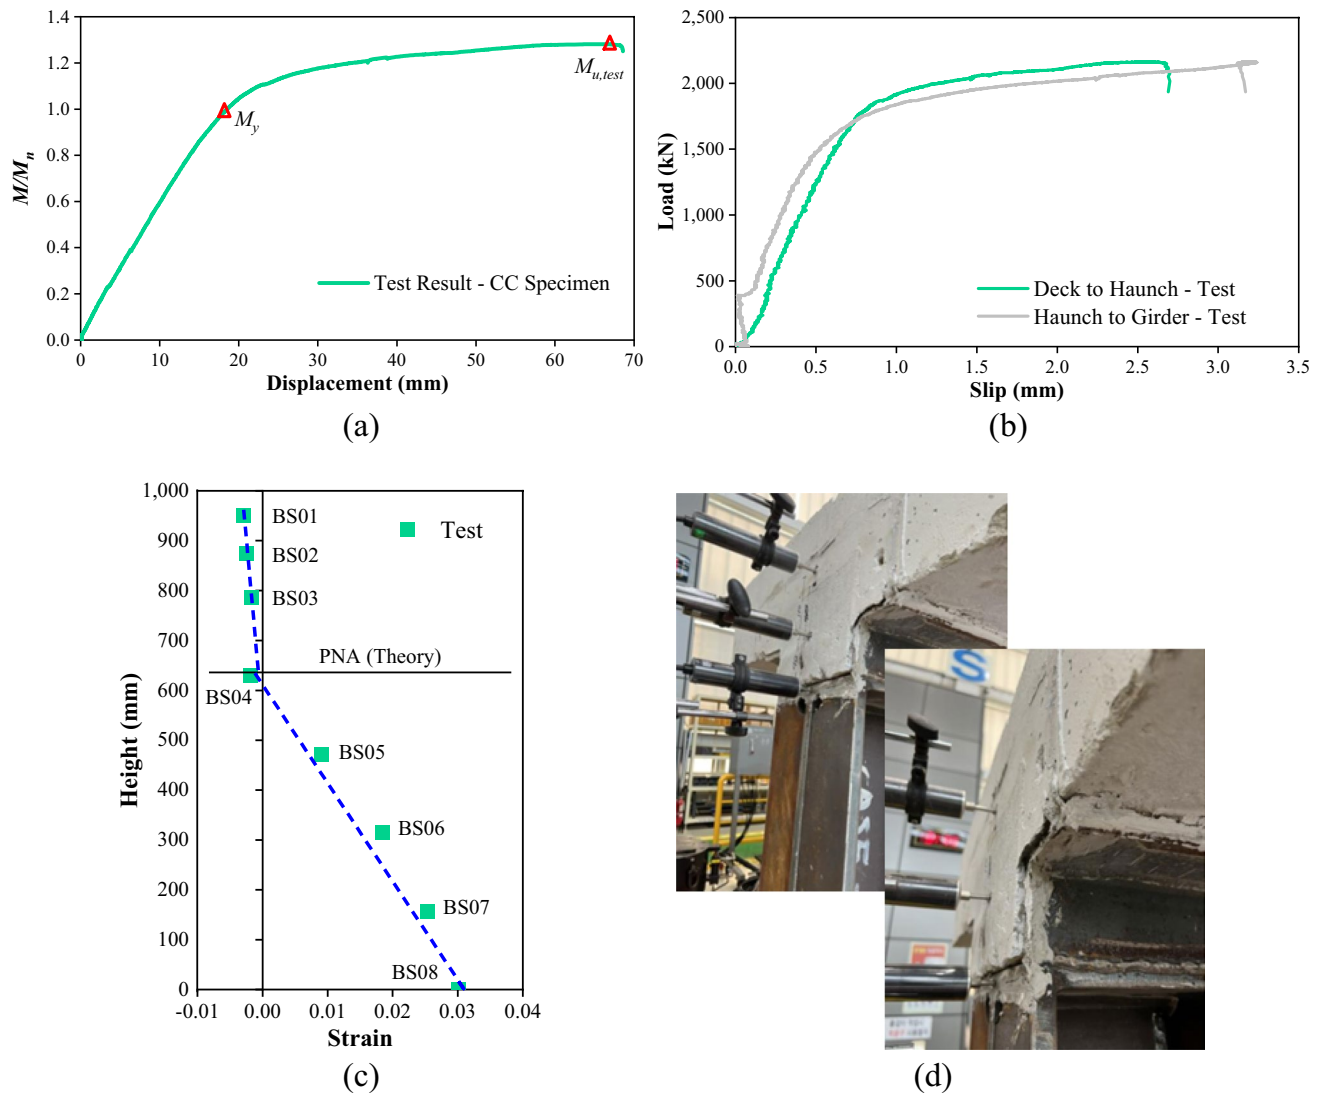 1.4
1.2
1.0
0.8
0.6
0.4
0.2
0.0
M/Mn
My
Mu,test
Test Result - CC Specimen
0 10 20 30 40 50 60 70
Displacement (mm)
(a)
2,500
2,000
1,500
1,000
500
0
Load (kN)
Deck to Haunch - Test
Haunch to Girder - Test
0.0 0.5 1.0 1.5 2.0 2.5 3.0 3.5
Slip (mm)
(b)
1,000
900
800
700
600
500
400
300
200
100
0
Height (mm)
BS01
Test
BS02
BS03
PNA (Theory)
BS04
BS05
BS06
BS07
BS08
-0.01 0.00 0.01 0.02 0.03 0.04
Strain
(c)
S
(d)